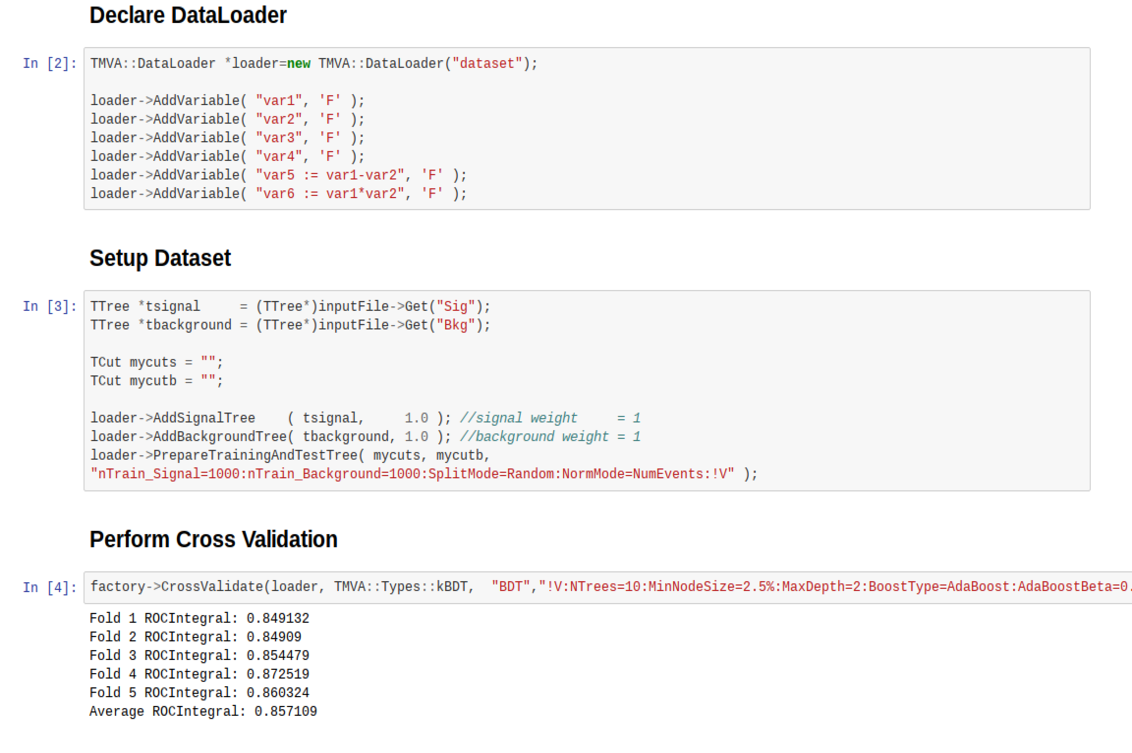 Declare DataLoader
In [2]: TMVA::DataLoader *loader=new TMVA::DataLoader("dataset");
loader->AddVariable( "var1", 'F' );
loader->AddVariable( "var2", 'F' );
loader->AddVariable( "var3", 'F' );
loader->AddVariable( "var4", 'F' );
loader->AddVariable( "var5 := var1-var2", 'F' );
loader->AddVariable( "var6 := var1*var2", 'F' );
Setup Dataset
In [3]: TTree *tsignal     = (TTree*)inputFile->Get("Sig");
TTree *tbackground = (TTree*)inputFile->Get("Bkg");
TCut mycuts = "";
TCut mycutb = "";
loader->AddSignalTree    ( tsignal,     1.0 ); //signal weight     = 1
loader->AddBackgroundTree( tbackground, 1.0 ); //background weight = 1
loader->PrepareTrainingAndTestTree( mycuts, mycutb,
"nTrain_Signal=1000:nTrain_Background=1000:SplitMode=Random:NormMode=NumEvents:!V" );
Perform Cross Validation
In [4]: factory->CrossValidate(loader, TMVA::Types::kBDT,  "BDT","!V:NTrees=10:MinNodeSize=2.5%:MaxDepth=2:BoostType=AdaBoost:AdaBoostBeta=0.
Fold 1 ROCIntegral: 0.849132
Fold 2 ROCIntegral: 0.84909
Fold 3 ROCIntegral: 0.854479
Fold 4 ROCIntegral: 0.872519
Fold 5 ROCIntegral: 0.860324
Average ROCIntegral: 0.857109